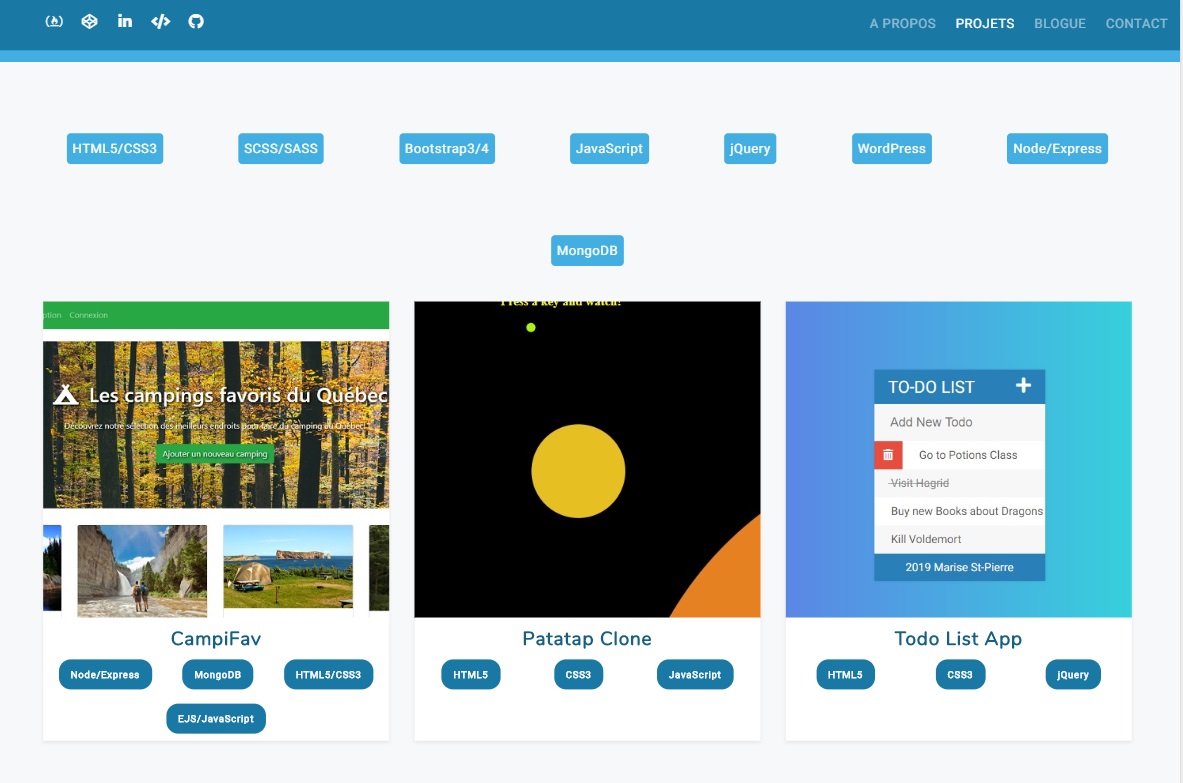 A PROPOS PROJETS BLOGUE CONTACT
HTML5/CSS3 SCSS/SASS Bootstrap3/4 JavaScript jQuery WordPress Node/Express
MongoDB
Connexion
Les campings favoris du Québec
Découvrez notre sélection des meilleurs endroits pour faire du camping du Québec!
Ajouter un nouveau camping
CampiFav
Node/Express MongoDB HTML5/CSS3
EJS/JavaScript
Press a key and watch!
Patatap Clone
HTML5 CSS3 JavaScript
TO-DO LIST
Add New Todo
Go to Potions Class
Visit Hagrid
Buy new Books about Dragons
Kill Voldemort
2019 Marise St-Pierre
Todo List App
HTML5 CSS3 jQuery